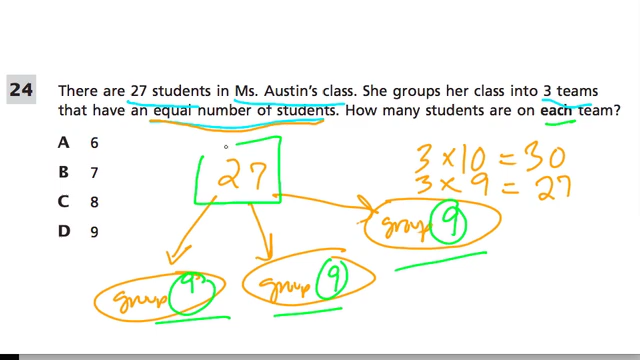 24 There are 27 students in Ms. Austin's class. She groups her class into 3 teams
that have an equal number of students. How many students are on each team?
A 6
B 7
C 8
D 9
27
3 × 10 = 30
3 × 9 = 27
group 9
group 9
group 9